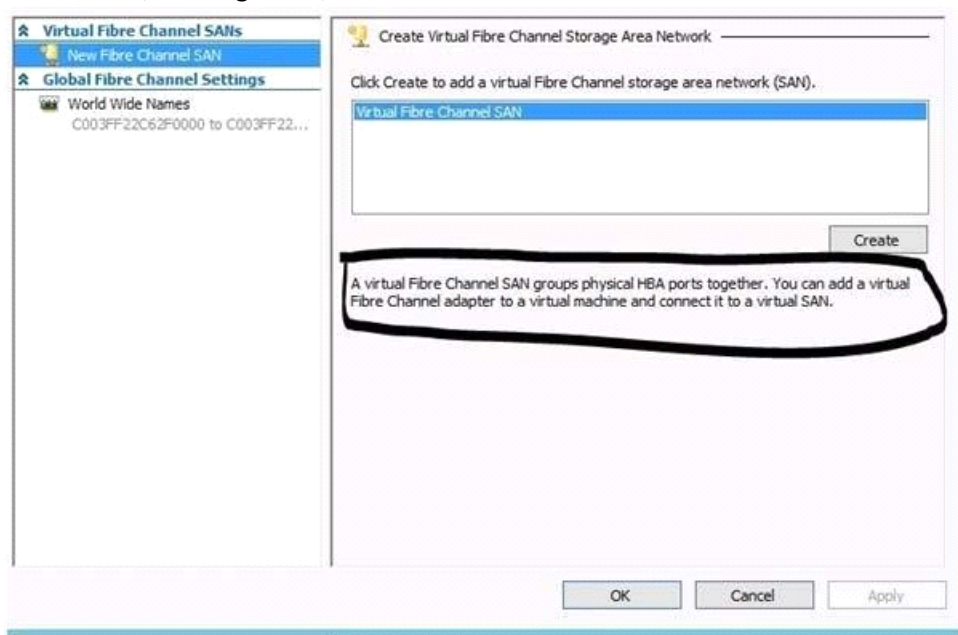 Virtual Fibre Channel SANs
New Fibre Channel SAN
Global Fibre Channel Settings
World Wide Names
C003FF22C62F0000 to C003FF22...
Create Virtual Fibre Channel Storage Area Network
Click Create to add a virtual Fibre Channel storage area network (SAN).
Virtual Fibre Channel SAN
Create
A virtual Fibre Channel SAN groups physical HBA ports together. You can add a virtual
Fibre Channel adapter to a virtual machine and connect it to a virtual SAN.
OK
Cancel
Apply